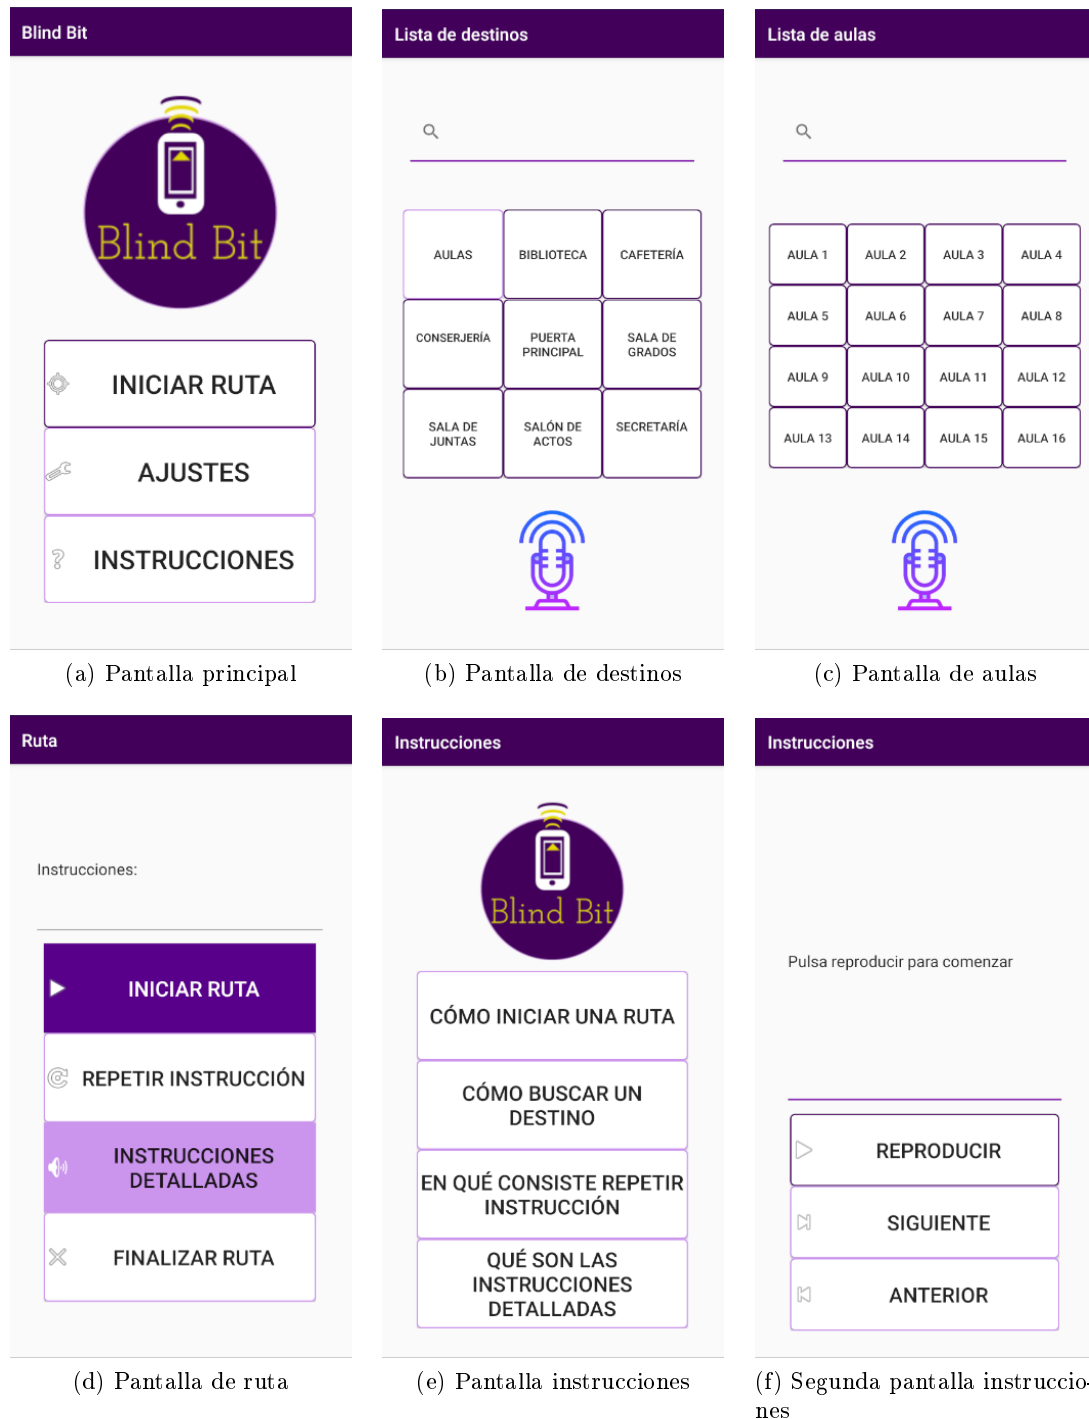 Blind Bit
Blind Bit
INICIAR RUTA
AJUSTES
INSTRUCCIONES
(a) Pantalla principal
Lista de destinos
AULAS
BIBLIOTECA
CAFETERÍA
CONSERJERÍA
PUERTA
PRINCIPAL
SALA DE
GRADOS
SALA DE
JUNTAS
SALÓN DE
ACTOS
SECRETARÍA
(b) Pantalla de destinos
Lista de aulas
AULA 1
AULA 2
AULA 3
AULA 4
AULA 5
AULA 6
AULA 7
AULA 8
AULA 9
AULA 10
AULA 11
AULA 12
AULA 13
AULA 14
AULA 15
AULA 16
(c) Pantalla de aulas
Ruta
Instrucciones:
INICIAR RUTA
REPETIR INSTRUCCIÓN
INSTRUCCIONES
DETALLADAS
FINALIZAR RUTA
(d) Pantalla de ruta
Instrucciones
Blind Bit
CÓMO INICIAR UNA RUTA
CÓMO BUSCAR UN
DESTINO
EN QUÉ CONSISTE REPETIR
INSTRUCCIÓN
QUÉ SON LAS
INSTRUCCIONES
DETALLADAS
(e) Pantalla instrucciones
Instrucciones
Pulsa reproducir para comenzar
REPRODUCIR
SIGUIENTE
ANTERIOR
(f) Segunda pantalla instruccio-
nes